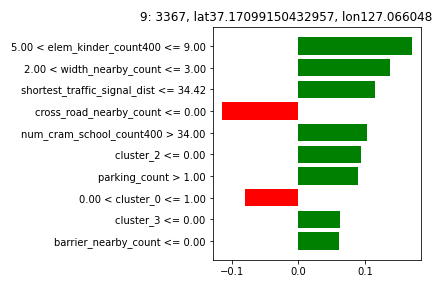 9: 3367, lat37.17099150432957, lon127.066048
5.00 < elem_kinder_count400 <= 9.00
2.00 < width_nearby_count <= 3.00
shortest_traffic_signal_dist <= 34.42
cross_road_nearby_count <= 0.00
num_cram_school_count400 > 34.00
cluster_2 <= 0.00
parking_count > 1.00
0.00 < cluster_0 <= 1.00
cluster_3 <= 0.00
barrier_nearby_count <= 0.00
−0.1 0.0 0.1